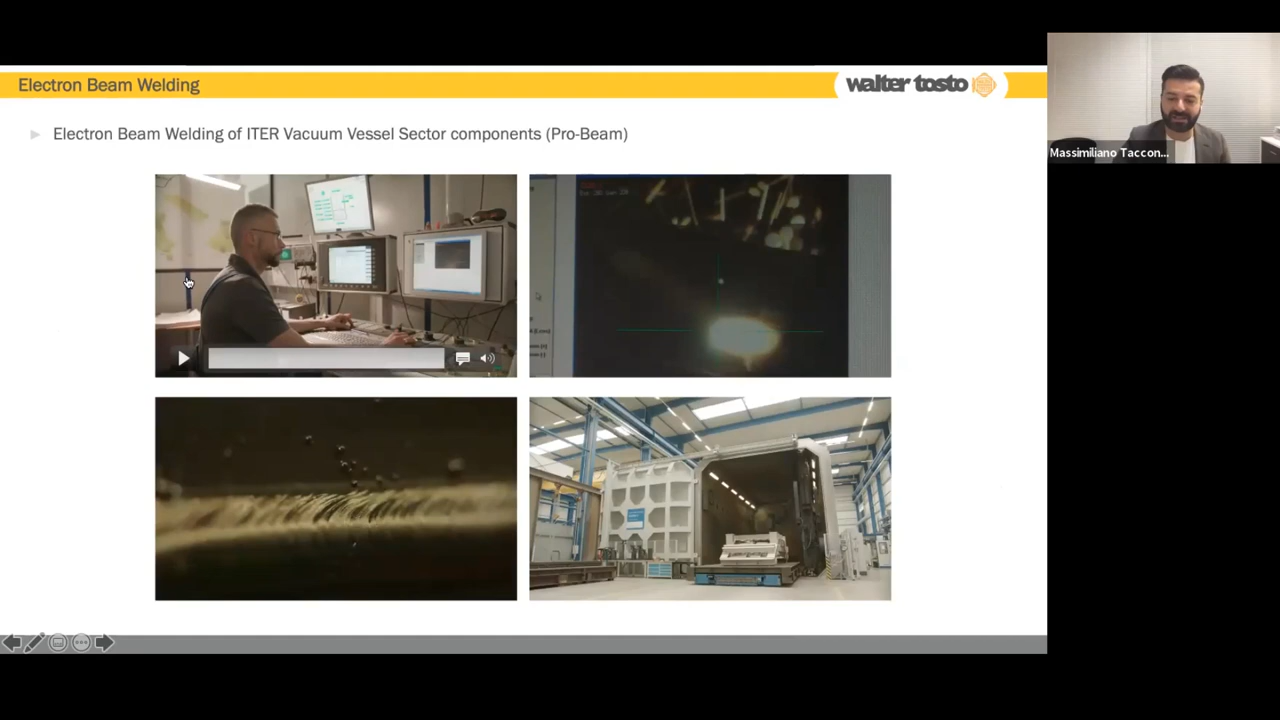 Electron Beam Welding
walter tosto
Electron Beam Welding of ITER Vacuum Vessel Sector components (Pro-Beam)
Massimiliano Taccon...